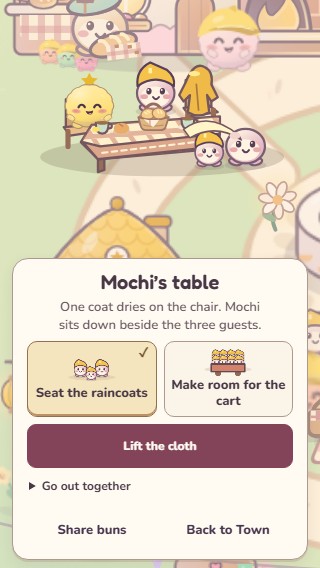 Mochi's table
One coat dries on the chair. Mochi
sits down beside the three guests.
Seat the raincoats
Make room for the
cart
Lift the cloth
Go out together
Share buns
Back to Town